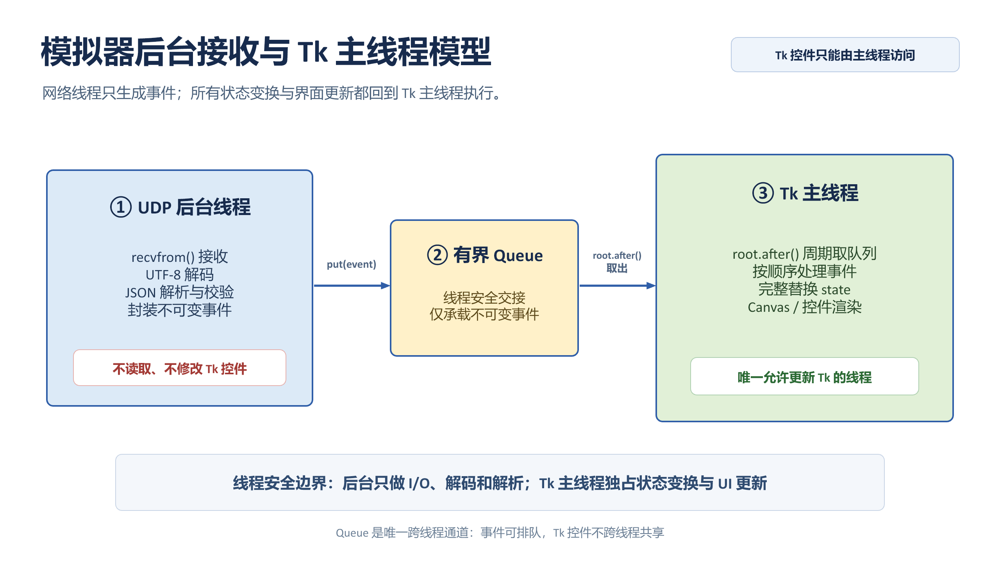 模拟器后台接收与 Tk 主线程模型
Tk 控件只能由主线程访问
网络线程只生成事件；所有状态变换与界面更新都回到 Tk 主线程执行。
① UDP 后台线程
recvfrom() 接收
UTF-8 解码
JSON 解析与校验
封装不可变事件
不读取、不修改 Tk 控件
put(event)
② 有界 Queue
线程安全交接
仅承载不可变事件
root.after()
取出
③ Tk 主线程
root.after() 周期取队列
按顺序处理事件
完整替换 state
Canvas / 控件渲染
唯一允许更新 Tk 的线程
线程安全边界：后台只做 I/O、解码和解析；Tk 主线程独占状态变换与 UI 更新
Queue 是唯一跨线程通道：事件可排队，Tk 控件不跨线程共享